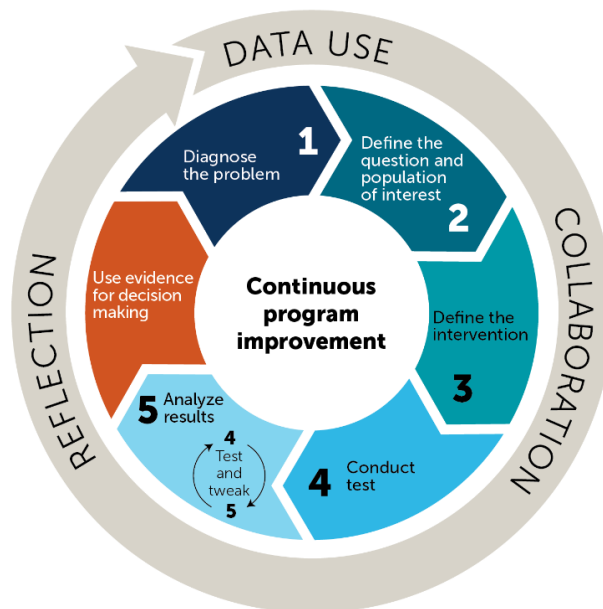 DATA USE
COLLABORATION
REFLECTION
Continuous
program
improvement
1
Diagnose
the problem
Define the
question and
population
of interest
2
Define the
intervention
3
4
Conduct
test
5
Analyze
results
4
Test
and
tweak
5
Use evidence
for decision
making